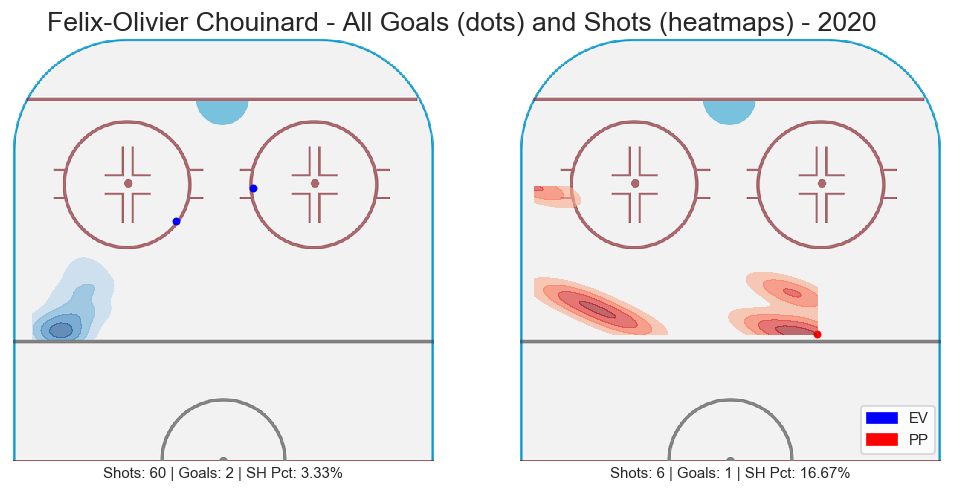 Felix-Olivier Chouinard - All Goals (dots) and Shots (heatmaps) - 2020
EV
PP
Shots: 60 | Goals: 2 | SH Pct: 3.33%
Shots: 6 | Goals: 1 | SH Pct: 16.67%